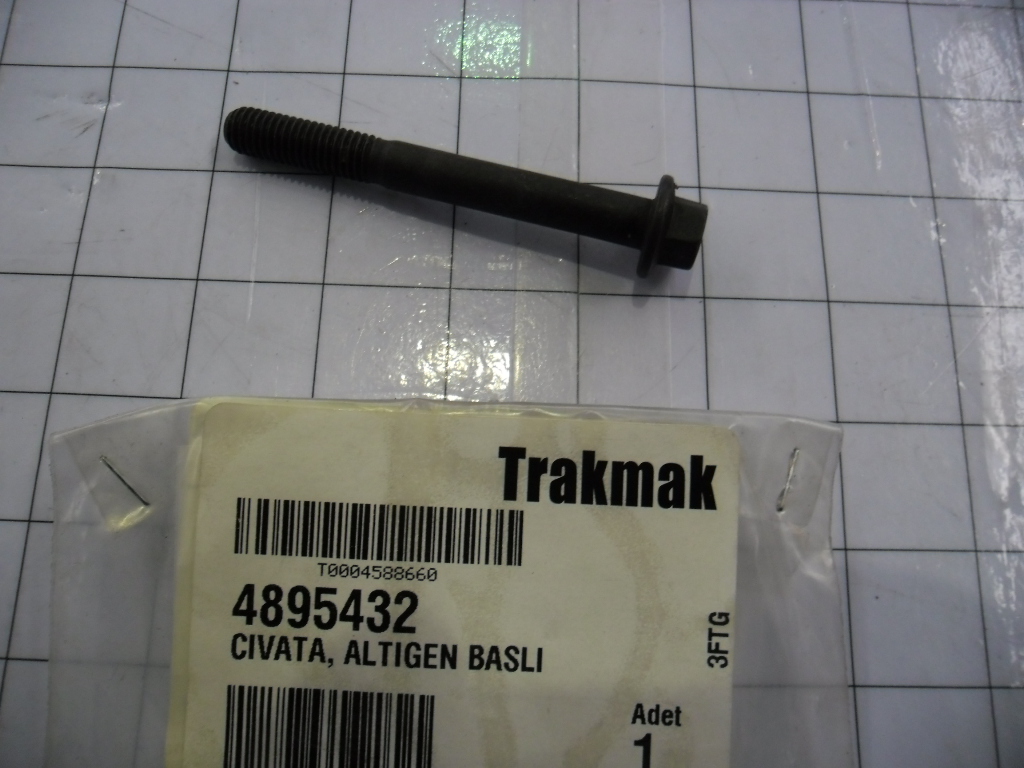 Trakmak
T0004588660
4895432
CIVATA, ALTIGEN BASLI
3FTG
Adet
1